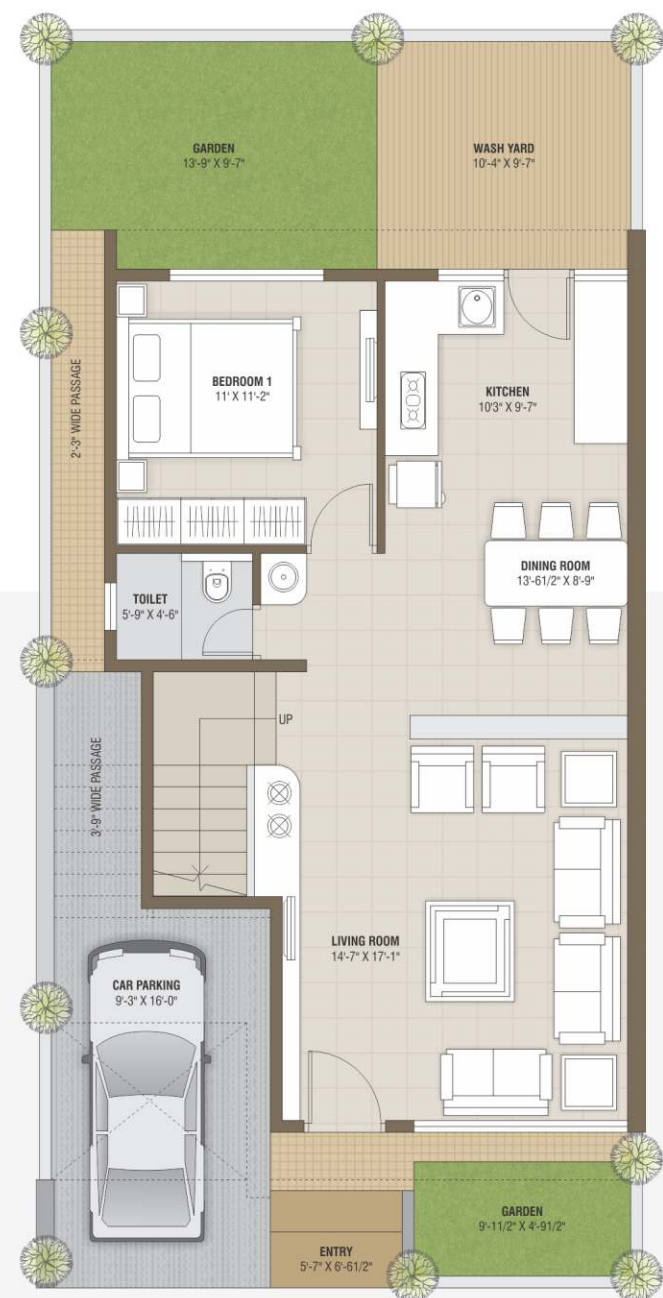 GARDEN
13'-9" X 9'-7"
WASH YARD
10'-4" X 9'-7"
2'-3" WIDE PASSAGE
BEDROOM 1
11' X 11'-2"
KITCHEN
10'3" X 9'-7"
DINING ROOM
13'-61/2" X 8'-9"
TOILET
5'-9" X 4'-6"
UP
3'-9" WIDE PASSAGE
LIVING ROOM
14'-7" X 17'-1"
CAR PARKING
9'-3" X 16'-0"
GARDEN
9'-11/2" X 4'-91/2"
ENTRY
5'-7" X 6'-61/2"